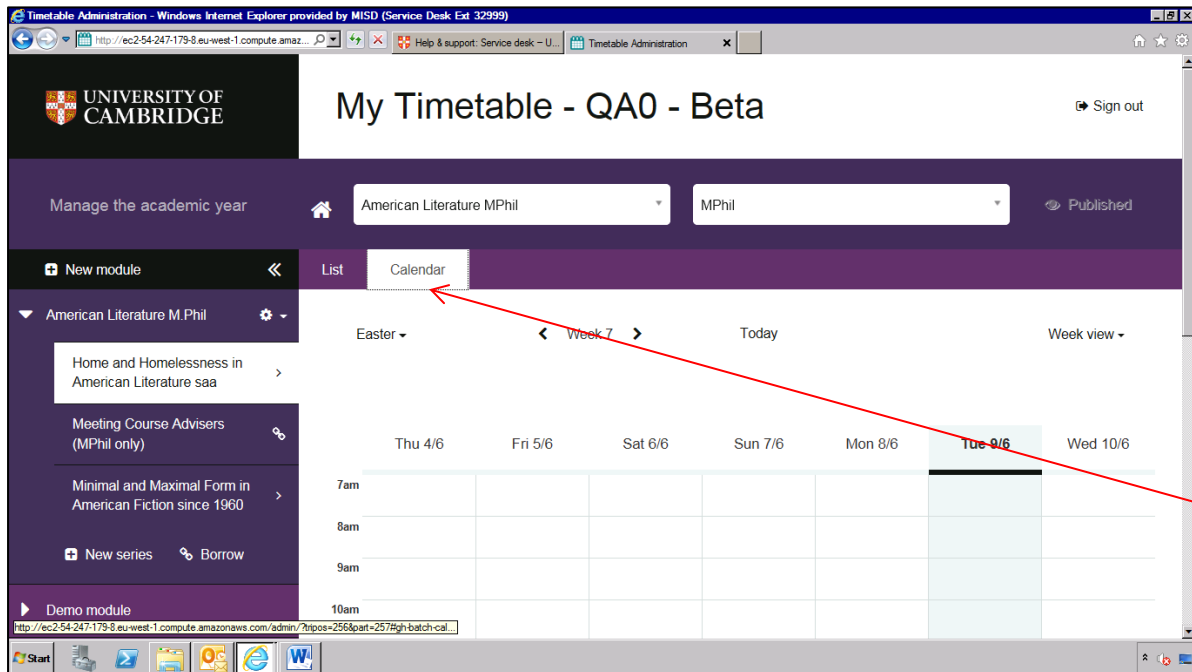 Timetable Administration - Windows Internet Explorer provided by MISD (Service Desk Ext 32999)
http://ec2-54-247-179-8.eu-west-1.compute.amaz...
Help & support: Service desk – U...
Timetable Administration
UNIVERSITY OF
CAMBRIDGE
My Timetable - QA0 - Beta
Sign out
Manage the academic year
American Literature MPhil
MPhil
Published
New module
List
Calendar
American Literature M.Phil
Easter
Week 7
Today
Week view
Home and Homelessness in
American Literature saa
Meeting Course Advisers
(MPhil only)
Thu 4/6
Fri 5/6
Sat 6/6
Sun 7/6
Mon 8/6
Tue 9/6
Wed 10/6
Minimal and Maximal Form in
American Fiction since 1960
7am
8am
New series
Borrow
9am
Demo module
10am
http://ec2-54-247-179-8.eu-west-1.compute.amazonaws.com/admin/?tripos=256&part=257#gh-batch-cal...
Start